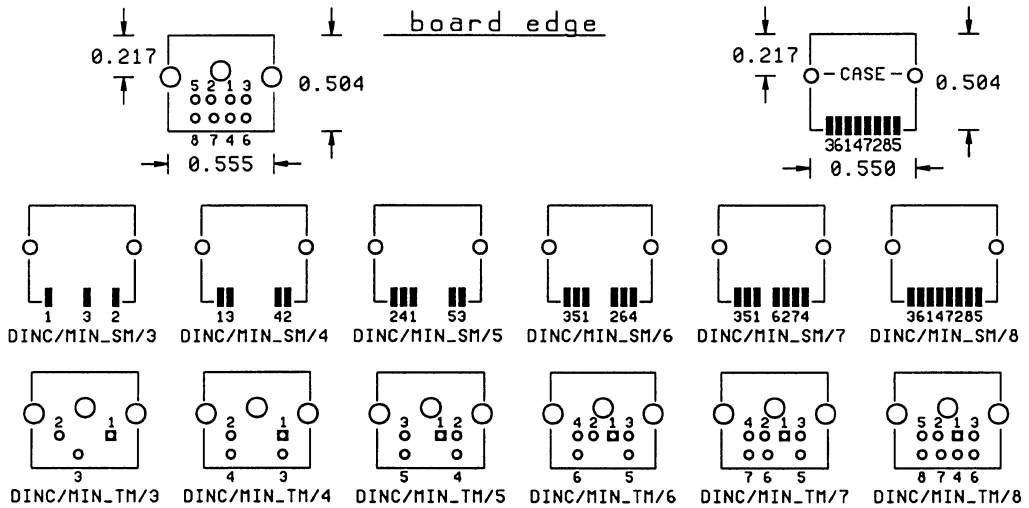 board edge
0.217
0.504
5 2 1 3
8 7 4 6
0.555
0.217
CASE
0.504
36147285
0.550
1 3 2
DINC/MIN_SM/3
13 42
DINC/MIN_SM/4
241 53
DINC/MIN_SM/5
351 264
DINC/MIN_SM/6
351 6274
DINC/MIN_SM/7
36147285
DINC/MIN_SM/8
2 1
3
DINC/MIN_TM/3
2 1
4 3
DINC/MIN_TM/4
3 1 2
5 4
DINC/MIN_TM/5
4 2 1 3
6 5
DINC/MIN_TM/6
4 2 1 3
7 6 5
DINC/MIN_TM/7
5 2 1 3
8 7 4 6
DINC/MIN_TM/8